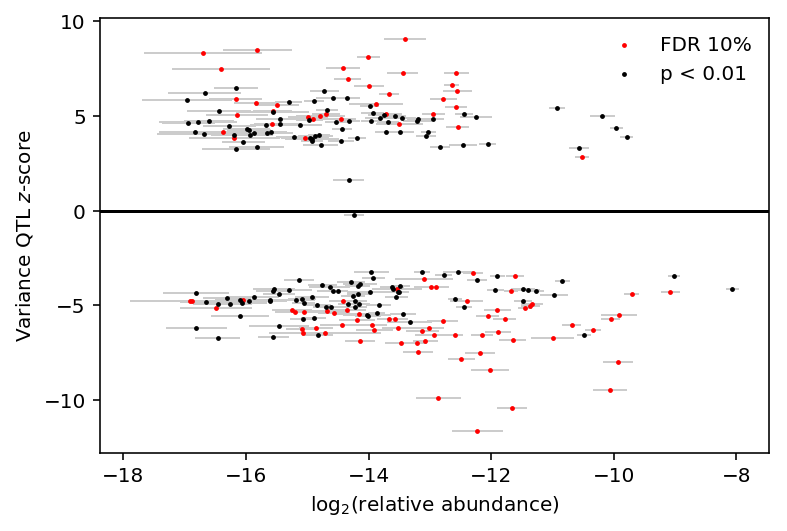 FDR 10%
p < 0.01
10
5
0
−5
−10
Variance QTL z-score
−18 −16 −14 −12 −10 −8
log₂(relative abundance)